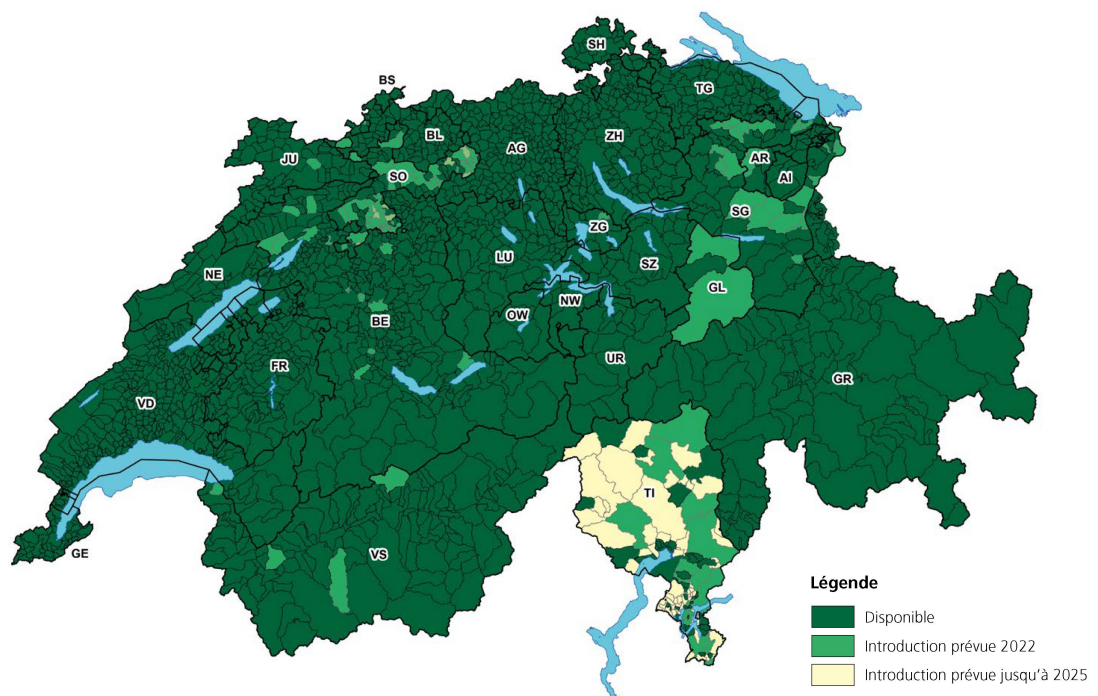 SH
BS
TG
BL
ZH
AG
JU
AR
SO
AI
SG
ZG
LU
SZ
NE
GL
NW
OW
BE
UR
FR
GR
VD
TI
VS
GE
Légende
Disponible
Introduction prévue 2022
Introduction prévue jusqu'à 2025